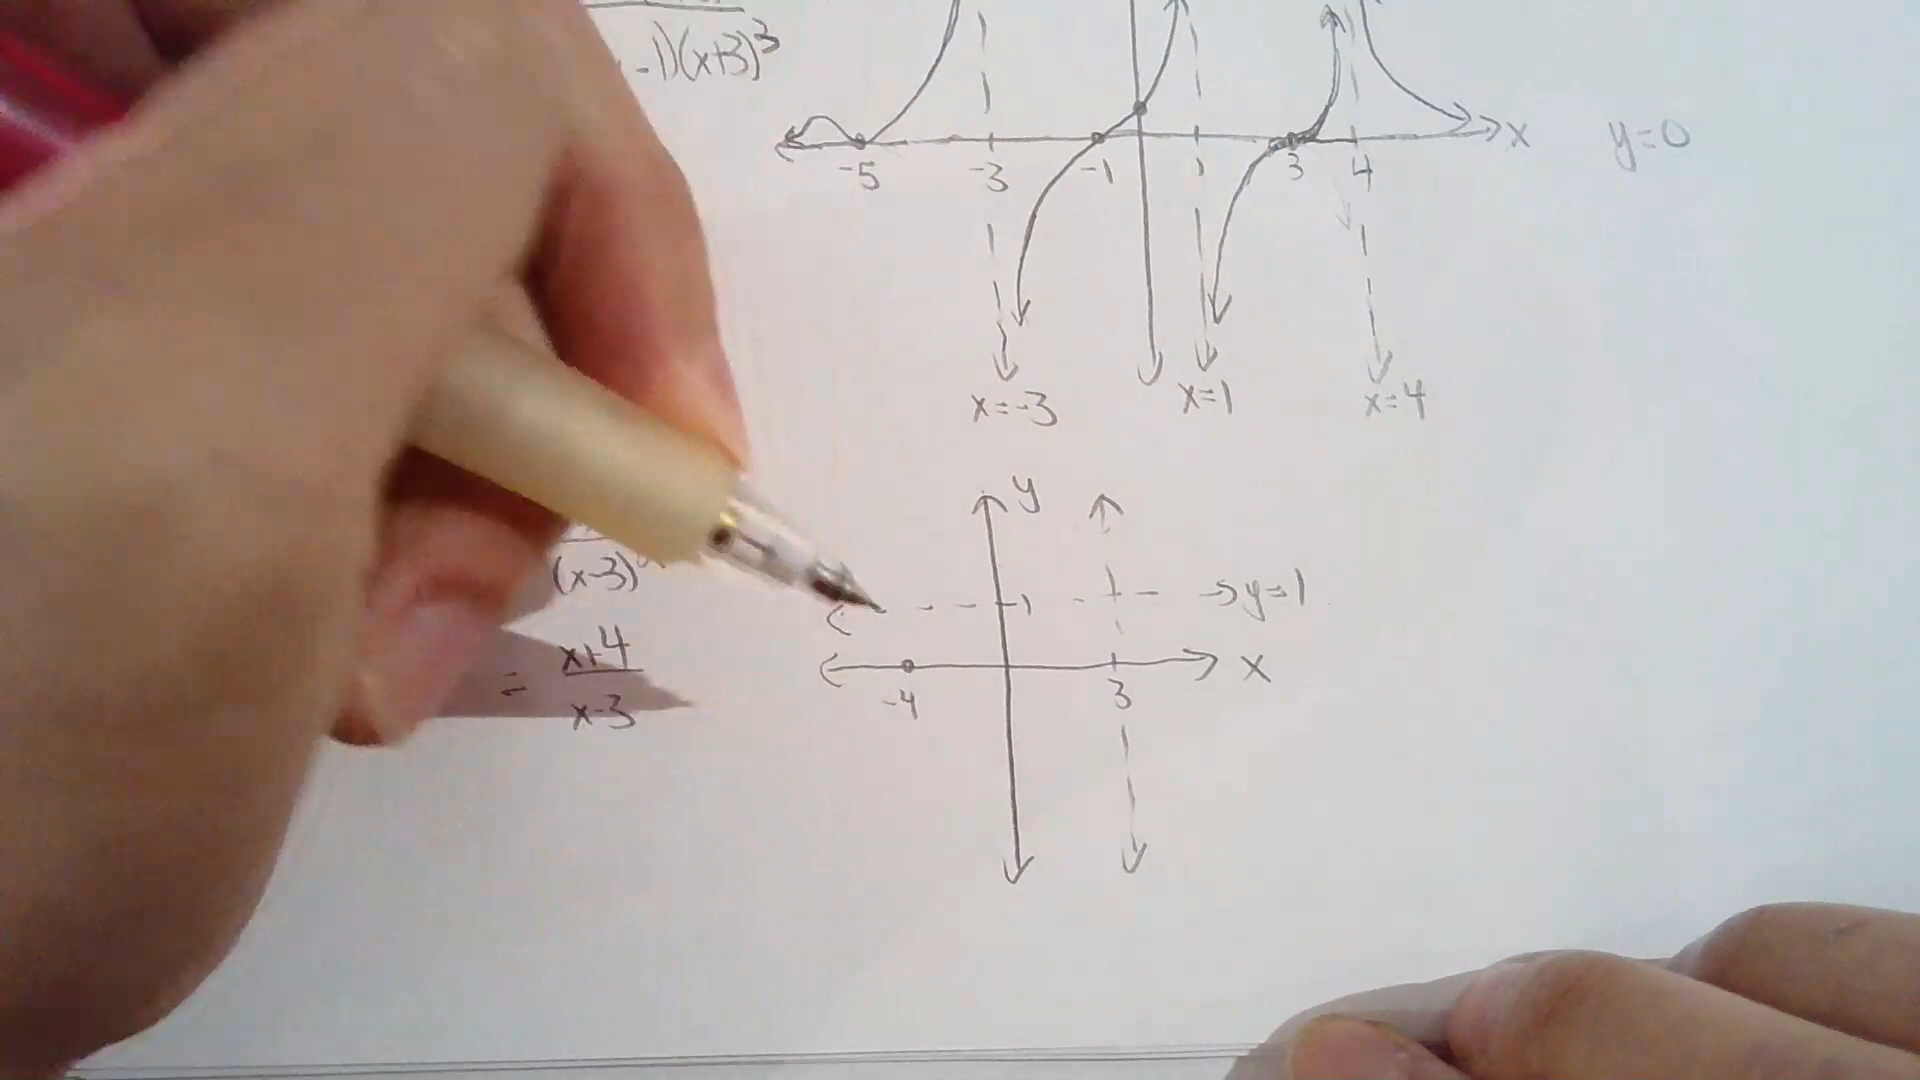 -1)(x+3)³
x
y=0
-5 -3 -1 1 3 4
x=-3 x=1 x=4
y
(x-3)
1 y=1
= x+4
x-3
x
-4 3